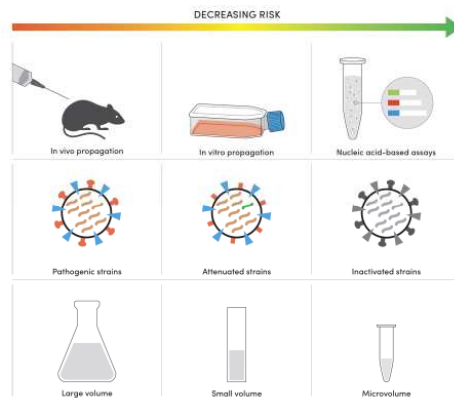 DECREASING RISK
In vivo propagation
In vitro propagation
Nucleic acid-based assays
Pathogenic strains
Attenuated strains
Inactivated strains
Large volume
Small volume
Microvolume